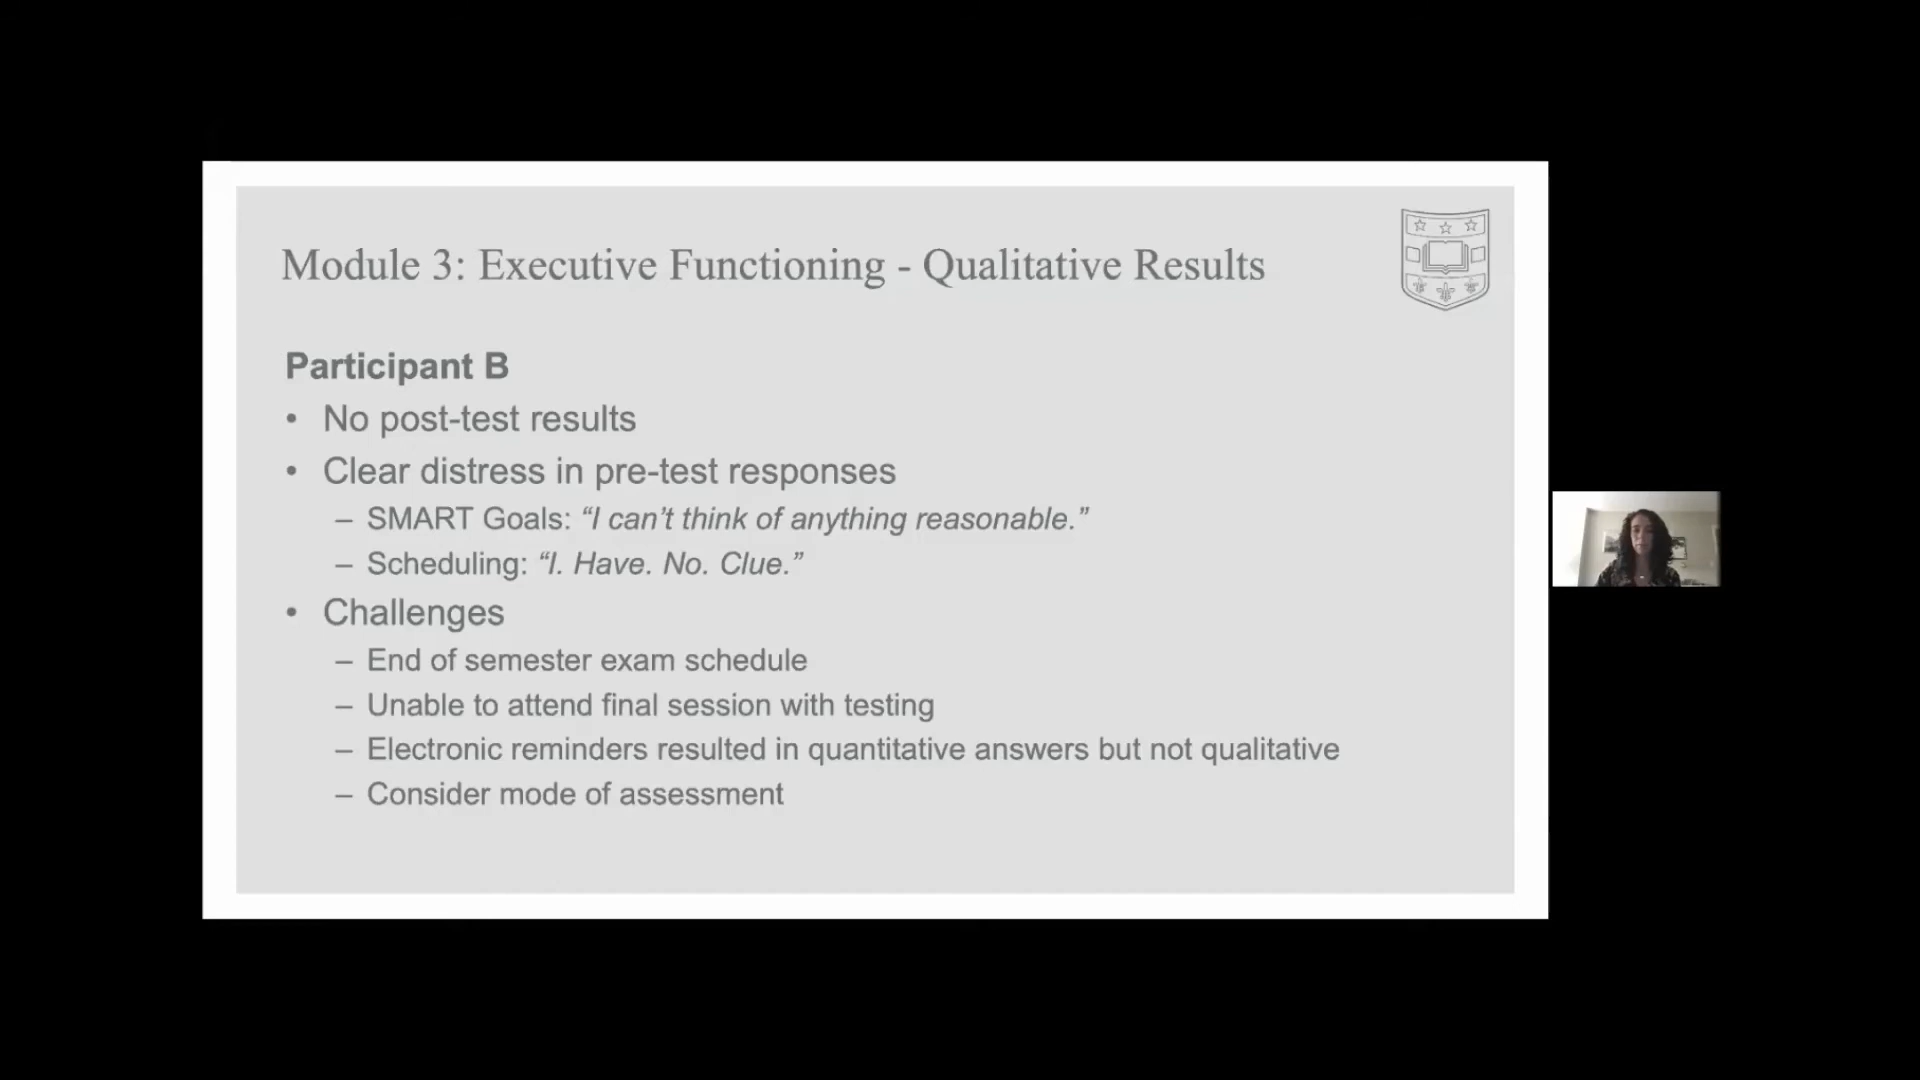 Module 3: Executive Functioning - Qualitative Results
Participant B
• No post-test results
• Clear distress in pre-test responses
– SMART Goals: “I can’t think of anything reasonable.”
– Scheduling: “I. Have. No. Clue.”
• Challenges
– End of semester exam schedule
– Unable to attend final session with testing
– Electronic reminders resulted in quantitative answers but not qualitative
– Consider mode of assessment